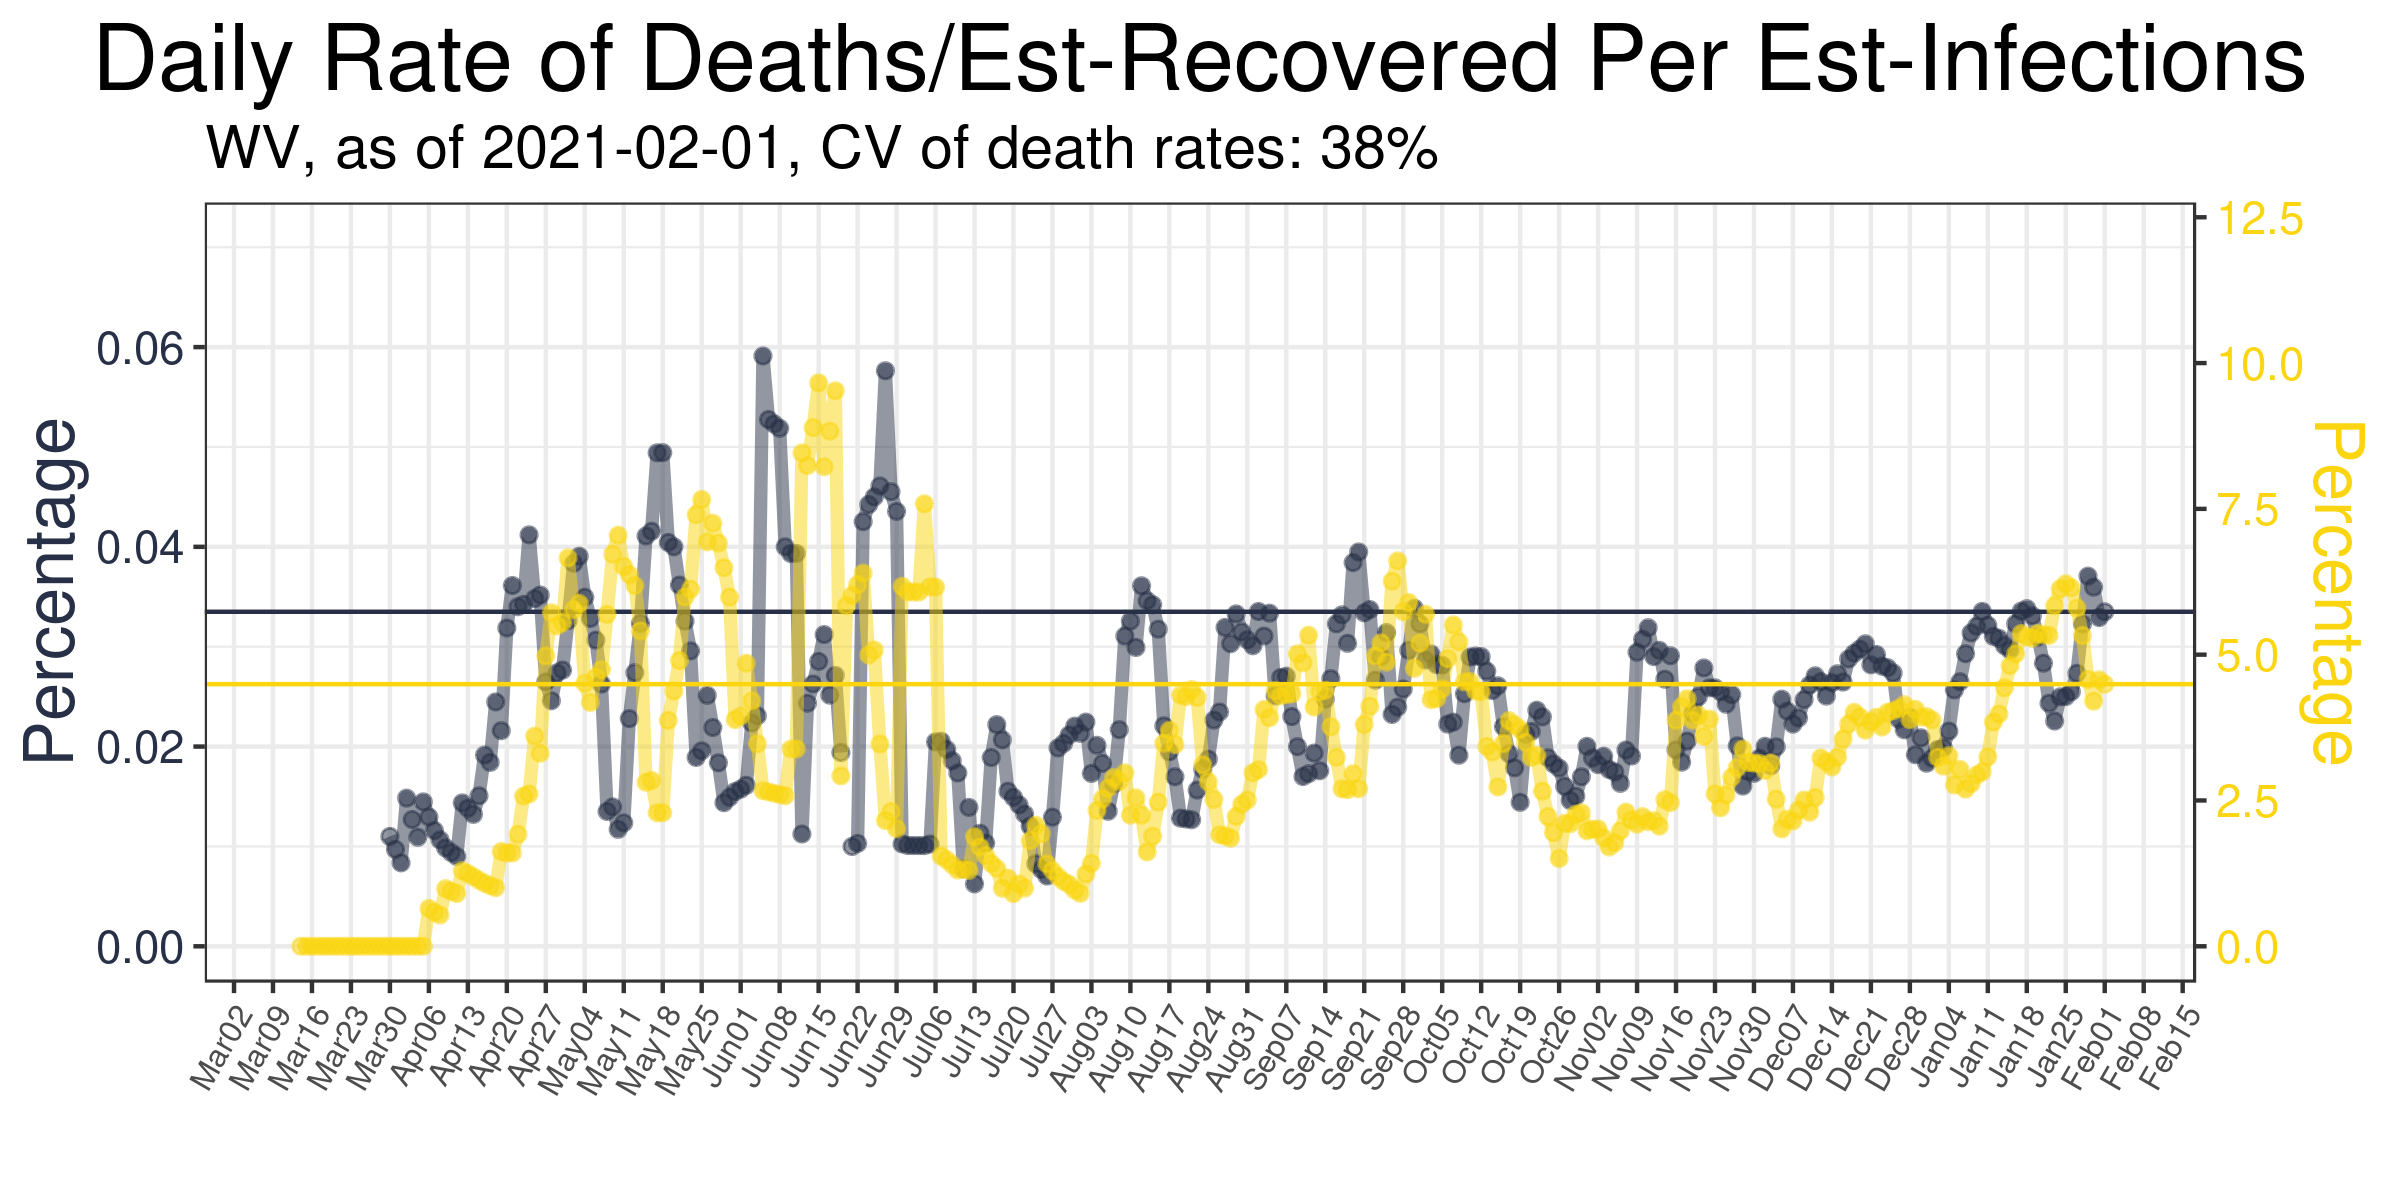 Daily Rate of Deaths/Est-Recovered Per Est-Infections
WV, as of 2021-02-01, CV of death rates: 38%
Percentage
0.06
0.04
0.02
0.00
12.5
10.0
7.5
5.0
2.5
0.0
Percentage
Mar02 Mar09 Mar16 Mar23 Mar30 Apr06 Apr13 Apr20 Apr27 May04 May11 May18 May25 Jun01 Jun08 Jun15 Jun22 Jun29 Jul06 Jul13 Jul20 Jul27 Aug03 Aug10 Aug17 Aug24 Aug31 Sep07 Sep14 Sep21 Sep28 Oct05 Oct12 Oct19 Oct26 Nov02 Nov09 Nov16 Nov23 Nov30 Dec07 Dec14 Dec21 Dec28 Jan04 Jan11 Jan18 Jan25 Feb01 Feb08 Feb15